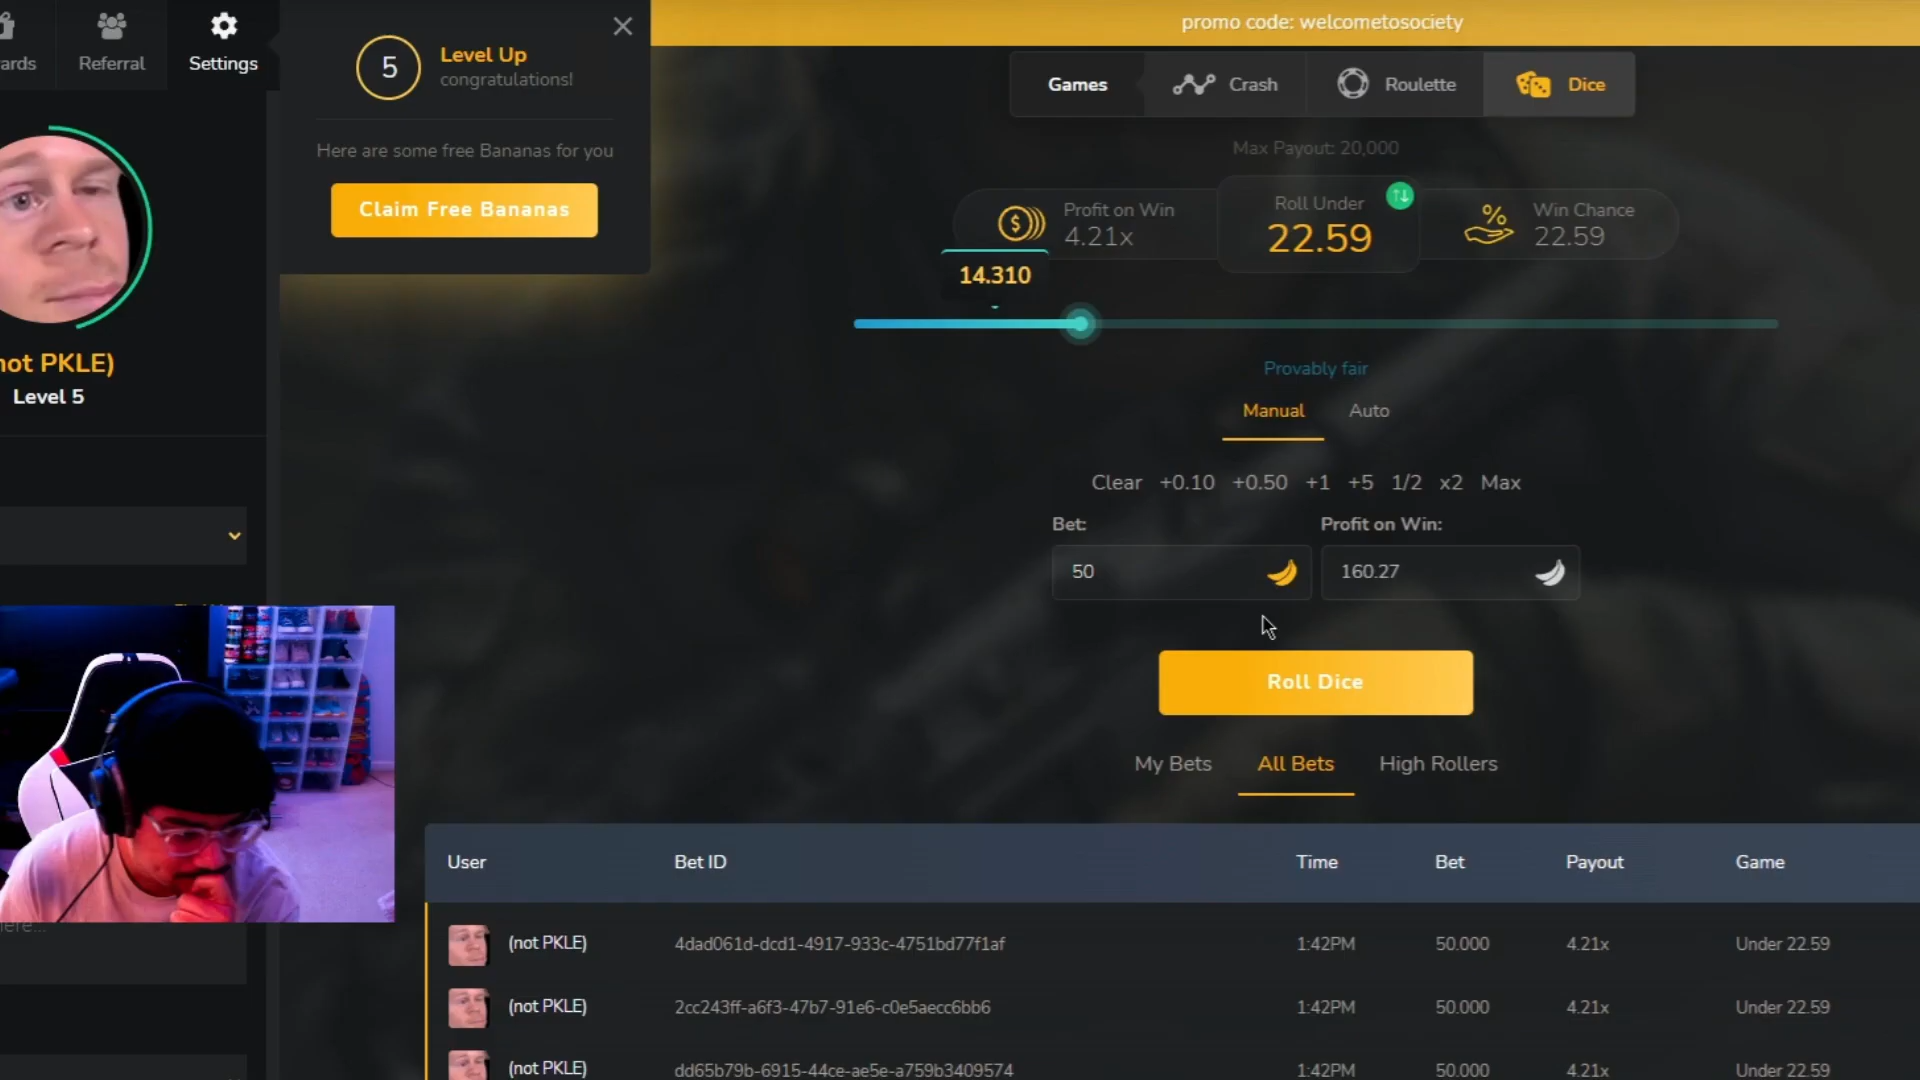 promo code: welcometosociety
Referral
Settings
5
Level Up
congratulations!
Here are some free Bananas for you
Claim Free Bananas
Games
Crash
Roulette
Dice
Max Payout: 20,000
Profit on Win
4.21x
Roll Under
22.59
Win Chance
22.59
14.310
not PKLE)
Level 5
Provably fair
Manual
Auto
Clear +0.10 +0.50 +1 +5 1/2 x2 Max
Bet:
Profit on Win:
50
160.27
Roll Dice
My Bets
All Bets
High Rollers
User Bet ID Time Bet Payout Game
(not PKLE) 4dad061d-dcd1-4917-933c-4751bd77f1af 1:42PM 50.000 4.21x Under 22.59
(not PKLE) 2cc243ff-a6f3-47b7-91e6-c0e5aecc6bb6 1:42PM 50.000 4.21x Under 22.59
(not PKLE) dd65b79b-6915-44ce-ae5e-a759b3409574 1:42PM 50.000 4.21x Under 22.59